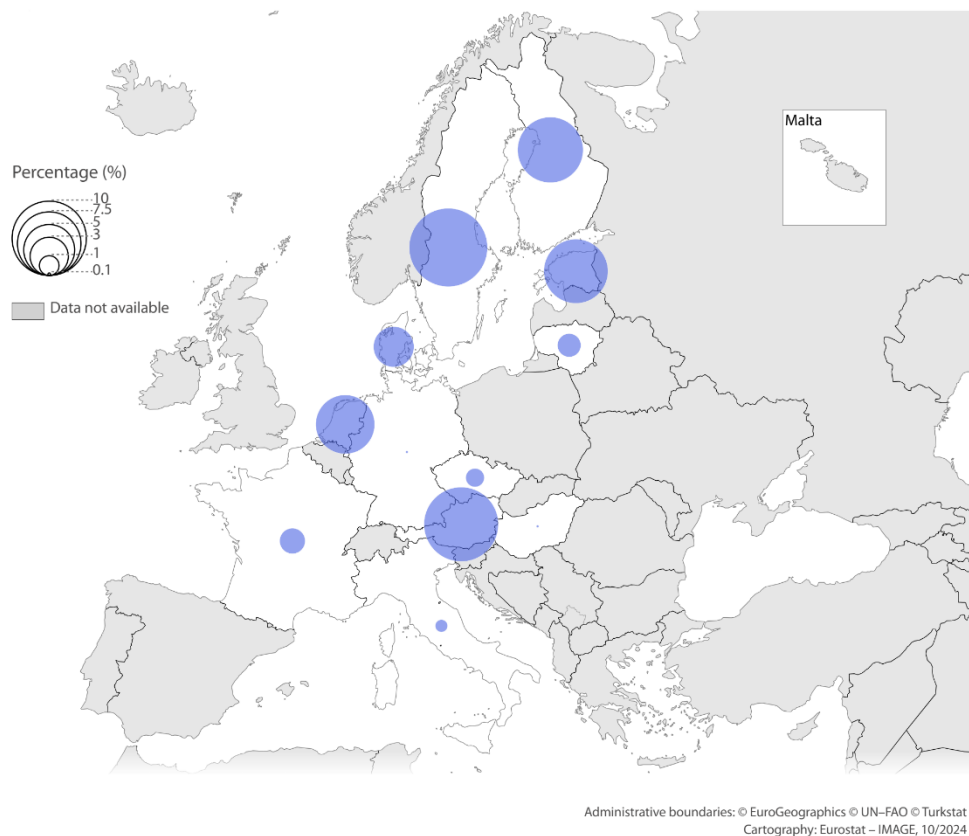 Malta
Percentage (%)
10
7.5
5
3
1
0.1
Data not available
Administrative boundaries: © EuroGeographics © UN–FAO © Turkstat
Cartography: Eurostat – IMAGE, 10/2024